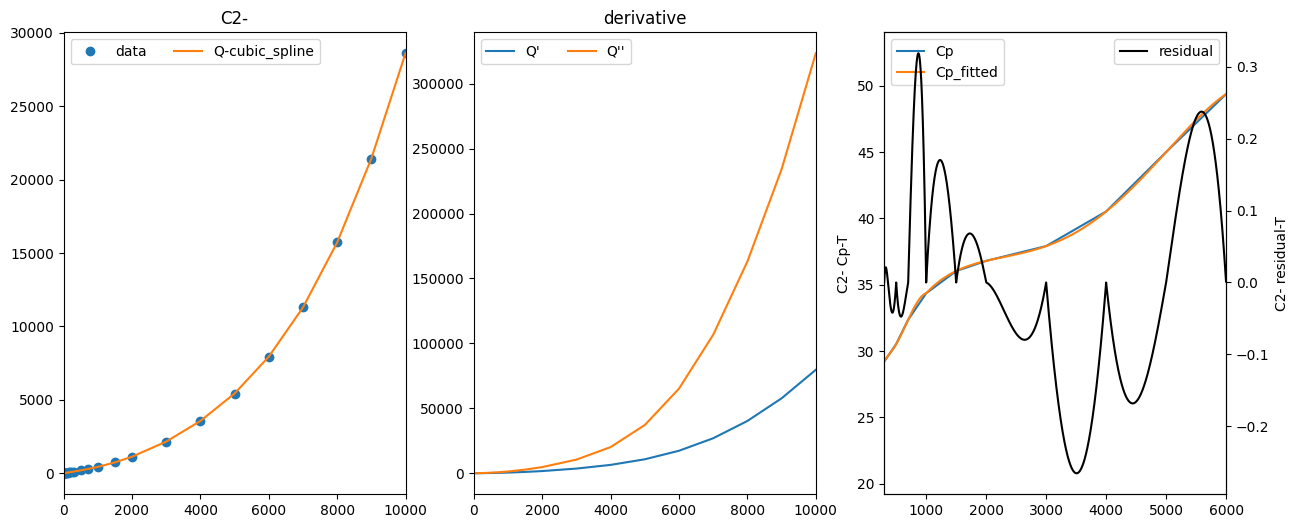 C2-
data
Q-cubic_spline
30000
25000
20000
15000
10000
5000
0
0 2000 4000 6000 8000 10000
derivative
Q'
Q''
300000
250000
200000
150000
100000
50000
0
0 2000 4000 6000 8000 10000
Cp
Cp_fitted
residual
C2- Cp-T
50
45
40
35
30
25
20
1000 2000 3000 4000 5000 6000
0.3
0.2
0.1
0.0
−0.1
−0.2
C2- residual-T